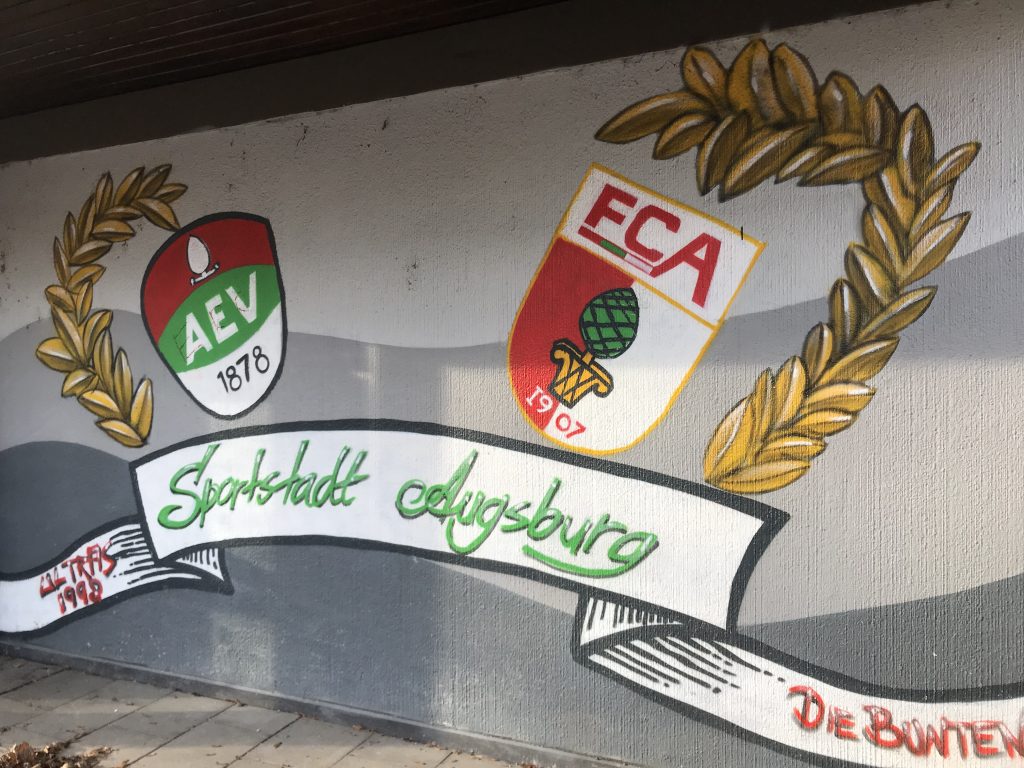 AEV
1878
FCA
1907
Sportstadt Augsburg
ULTRAS
1998
DIE BUNTEN